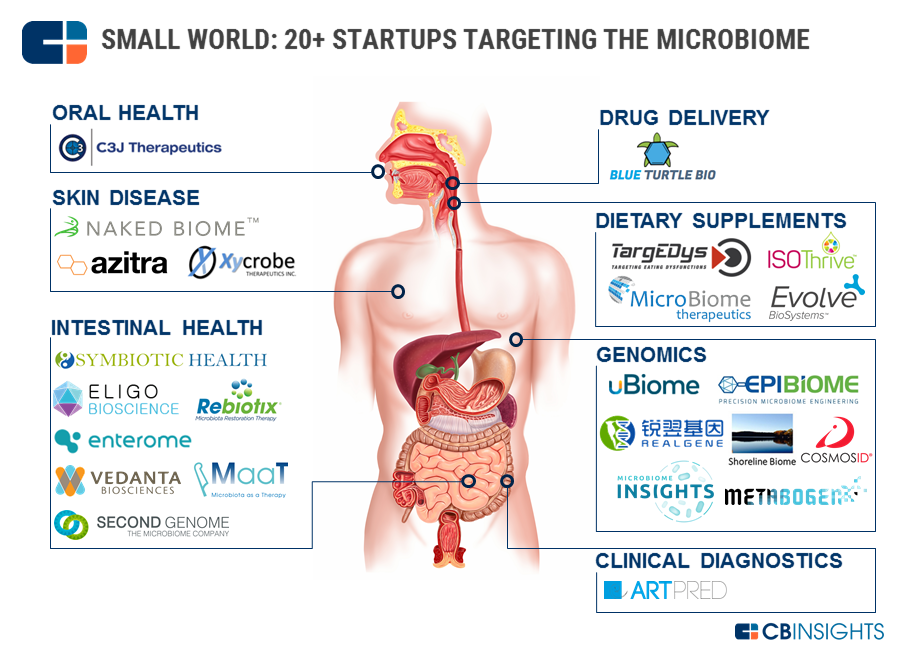 SMALL WORLD: 20+ STARTUPS TARGETING THE MICROBIOME
ORAL HEALTH
C3J Therapeutics
SKIN DISEASE
NAKED BIOME™
azitra
Xycrobe
THERAPEUTICS INC.
INTESTINAL HEALTH
SYMBIOTIC HEALTH
ELIGO
BIOSCIENCE
Rebiotix
Microbiota Restoration Therapy
enterome
VEDANTA
BIOSCIENCES
MaaT
Microbiota as a Therapy
SECOND GENOME
THE MICROBIOME COMPANY
DRUG DELIVERY
BLUE TURTLE BIO
DIETARY SUPPLEMENTS
TargEDys
TARGETING EATING DYSFUNCTIONS
ISOThrive™
MicroBiome
therapeutics
Evolve
BioSystems™
GENOMICS
uBiome
EPIBIOME
PRECISION MICROBIOME ENGINEERING
锐翌基因
REALGENE
Shoreline Biome
COSMOSID®
MICROBIOME
INSIGHTS
METABOGEN
CLINICAL DIAGNOSTICS
ARTPRED
CBINSIGHTS